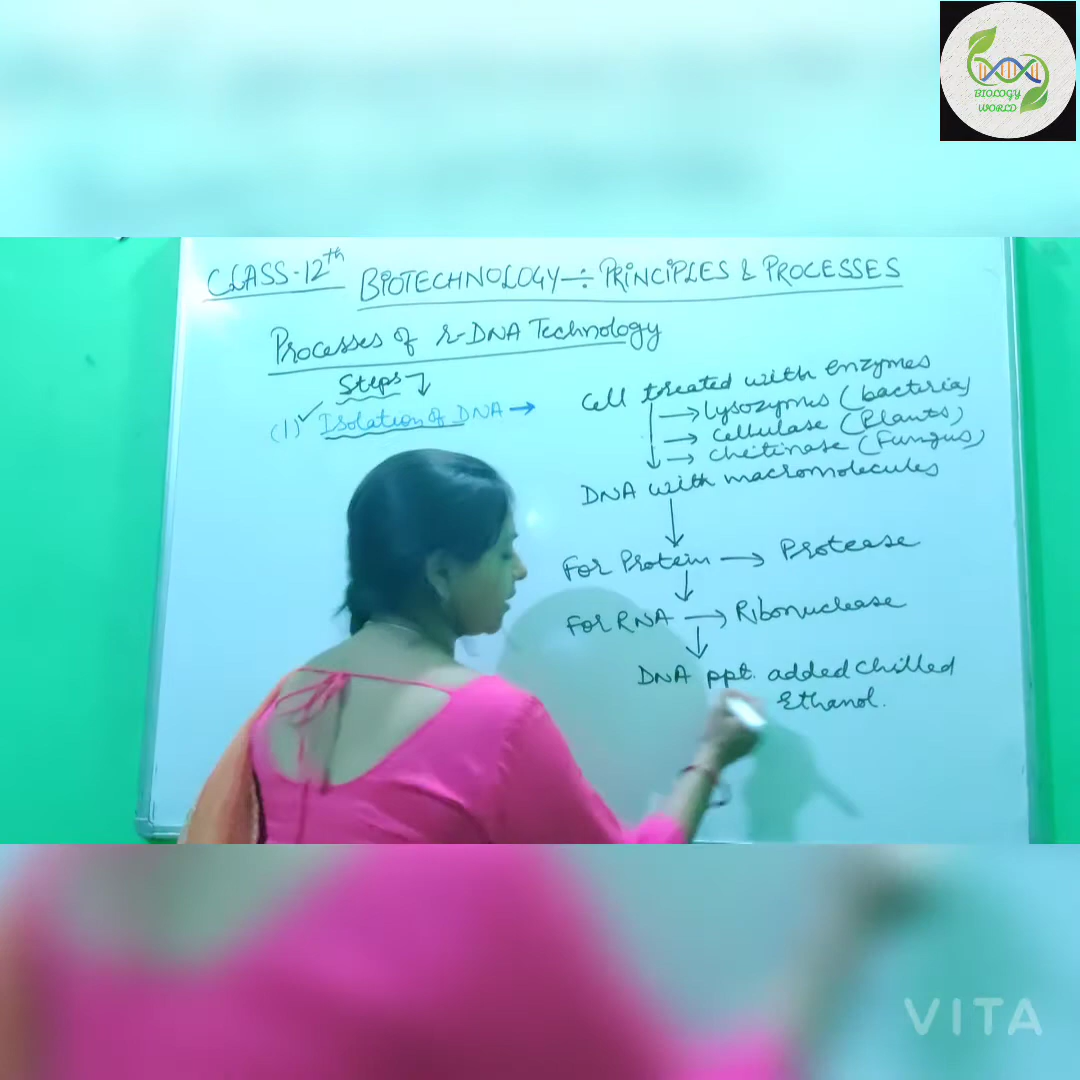 BIOLOGY
WORLD
CLASS-12th BIOTECHNOLOGY ÷ PRINCIPLES & PROCESSES
Processes of r-DNA Technology
Steps
(1) ✓ Isolation of DNA →
Cell treated with enzymes
→ Lysozymes (bacteria)
→ Cellulase (Plants)
→ Chitinase (Fungus)
DNA with macromolecules
For Protein → Protease
For RNA → Ribonuclease
DNA ppt. added Chilled
Ethanol.
VITA